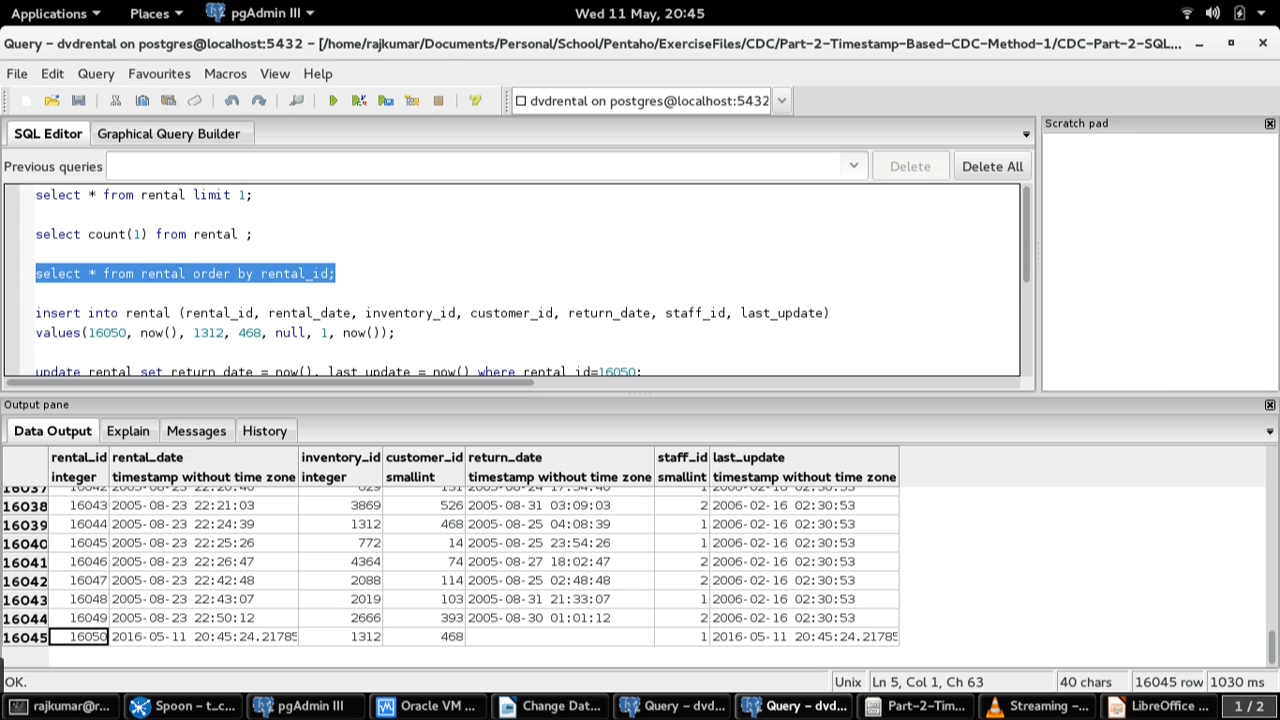 Applications Places pgAdmin III Wed 11 May, 20:45
Query - dvdrental on postgres@localhost:5432 - [/home/rajkumar/Documents/Personal/School/Pentaho/ExerciseFiles/CDC/Part-2-Timestamp-Based-CDC-Method-1/CDC-Part-2-SQL...
File Edit Query Favourites Macros View Help
dvdrental on postgres@localhost:5432
SQL Editor Graphical Query Builder Scratch pad
Previous queries Delete Delete All
select * from rental limit 1;
select count(1) from rental ;
select * from rental order by rental_id;
insert into rental (rental_id, rental_date, inventory_id, customer_id, return_date, staff_id, last_update)
values(16050, now(), 1312, 468, null, 1, now());
update rental set return_date = now(), last_update = now() where rental_id=16050;
Output pane
Data Output Explain Messages History
rental_id rental_date inventory_id customer_id return_date staff_id last_update
integer timestamp without time zone integer smallint timestamp without time zone smallint timestamp without time zone
16037 16042 2005-08-23 22:20:40 2006-02-16 02:30:53
16038 16043 2005-08-23 22:21:03 3869 526 2005-08-31 03:09:03 2 2006-02-16 02:30:53
16039 16044 2005-08-23 22:24:39 1312 468 2005-08-25 04:08:39 1 2006-02-16 02:30:53
16040 16045 2005-08-23 22:25:26 772 14 2005-08-25 23:54:26 1 2006-02-16 02:30:53
16041 16046 2005-08-23 22:26:47 4364 74 2005-08-27 18:02:47 2 2006-02-16 02:30:53
16042 16047 2005-08-23 22:42:48 2088 114 2005-08-25 02:48:48 2 2006-02-16 02:30:53
16043 16048 2005-08-23 22:43:07 2019 103 2005-08-31 21:33:07 1 2006-02-16 02:30:53
16044 16049 2005-08-23 22:50:12 2666 393 2005-08-30 01:01:12 2 2006-02-16 02:30:53
16045 16050 2016-05-11 20:45:24.21785 1312 468 1 2016-05-11 20:45:24.21785
OK. Unix Ln 5, Col 1, Ch 63 40 chars 16045 row 1030 ms
rajkumar@r... Spoon - t_c... pgAdmin III Oracle VM ... Change Dat... Query - dvd... Query - dvd... Part-2-Tim... Streaming -... LibreOffice ... 1 / 2